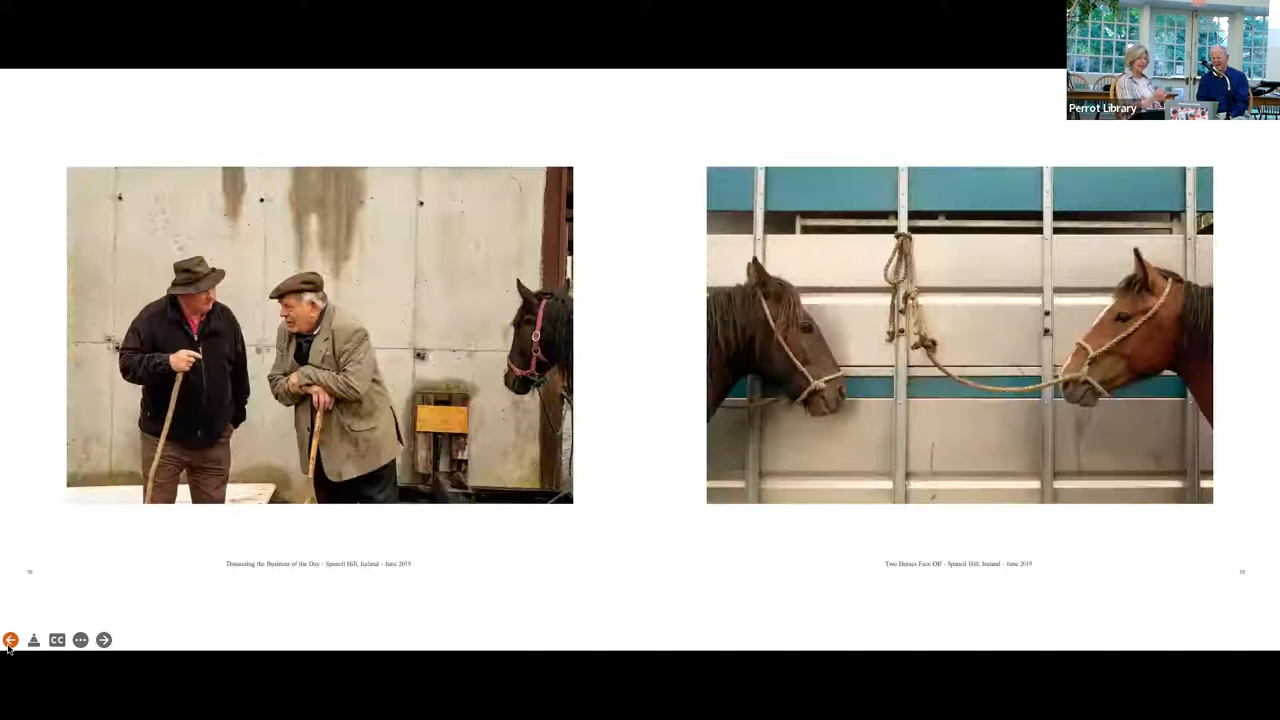 Perrot Library
Discussing the Business of the Day - Spancil Hill, Ireland - June 2019
Two Horses Face Off - Spancil Hill, Ireland - June 2019
CC